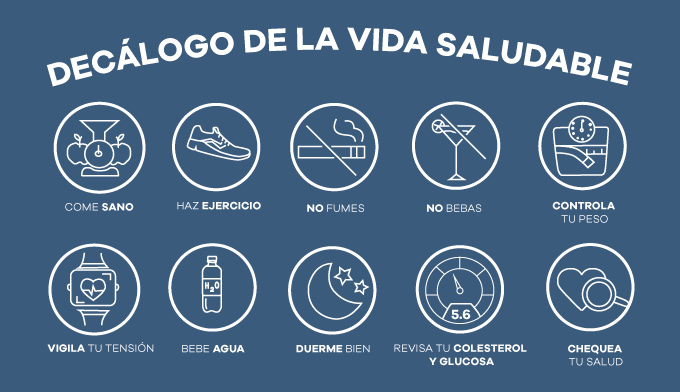 DECÁLOGO DE LA VIDA SALUDABLE
COME SANO
HAZ EJERCICIO
NO FUMES
NO BEBAS
CONTROLA
TU PESO
H₂O
5.6
VIGILA TU TENSIÓN
BEBE AGUA
DUERME BIEN
REVISA TU COLESTEROL
Y GLUCOSA
CHEQUEA
TU SALUD